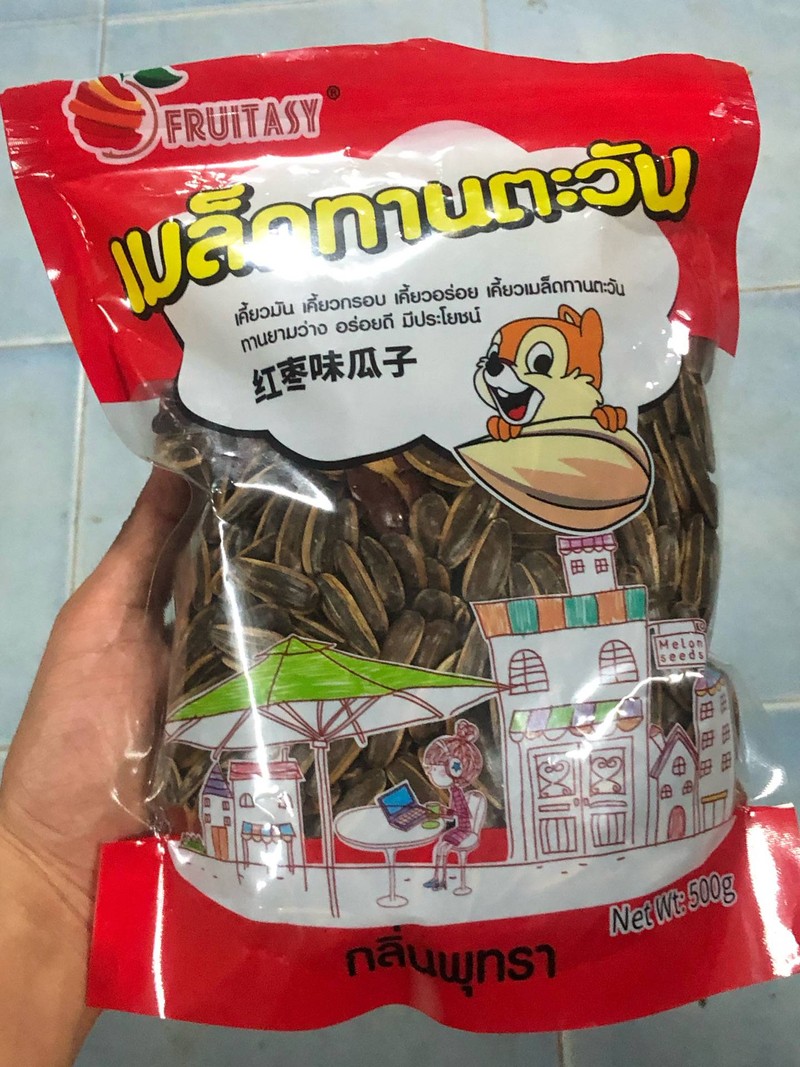 FRUITASY®
เมล็ดทานตะวัน
เคี้ยวมัน เคี้ยวกรอบ เคี้ยวอร่อย เคี้ยวเมล็ดทานตะวัน
ทานยามว่าง อร่อยดี มีประโยชน์
红枣味瓜子
Melon
seeds
Net Wt: 500g
กลิ่นพุทรา